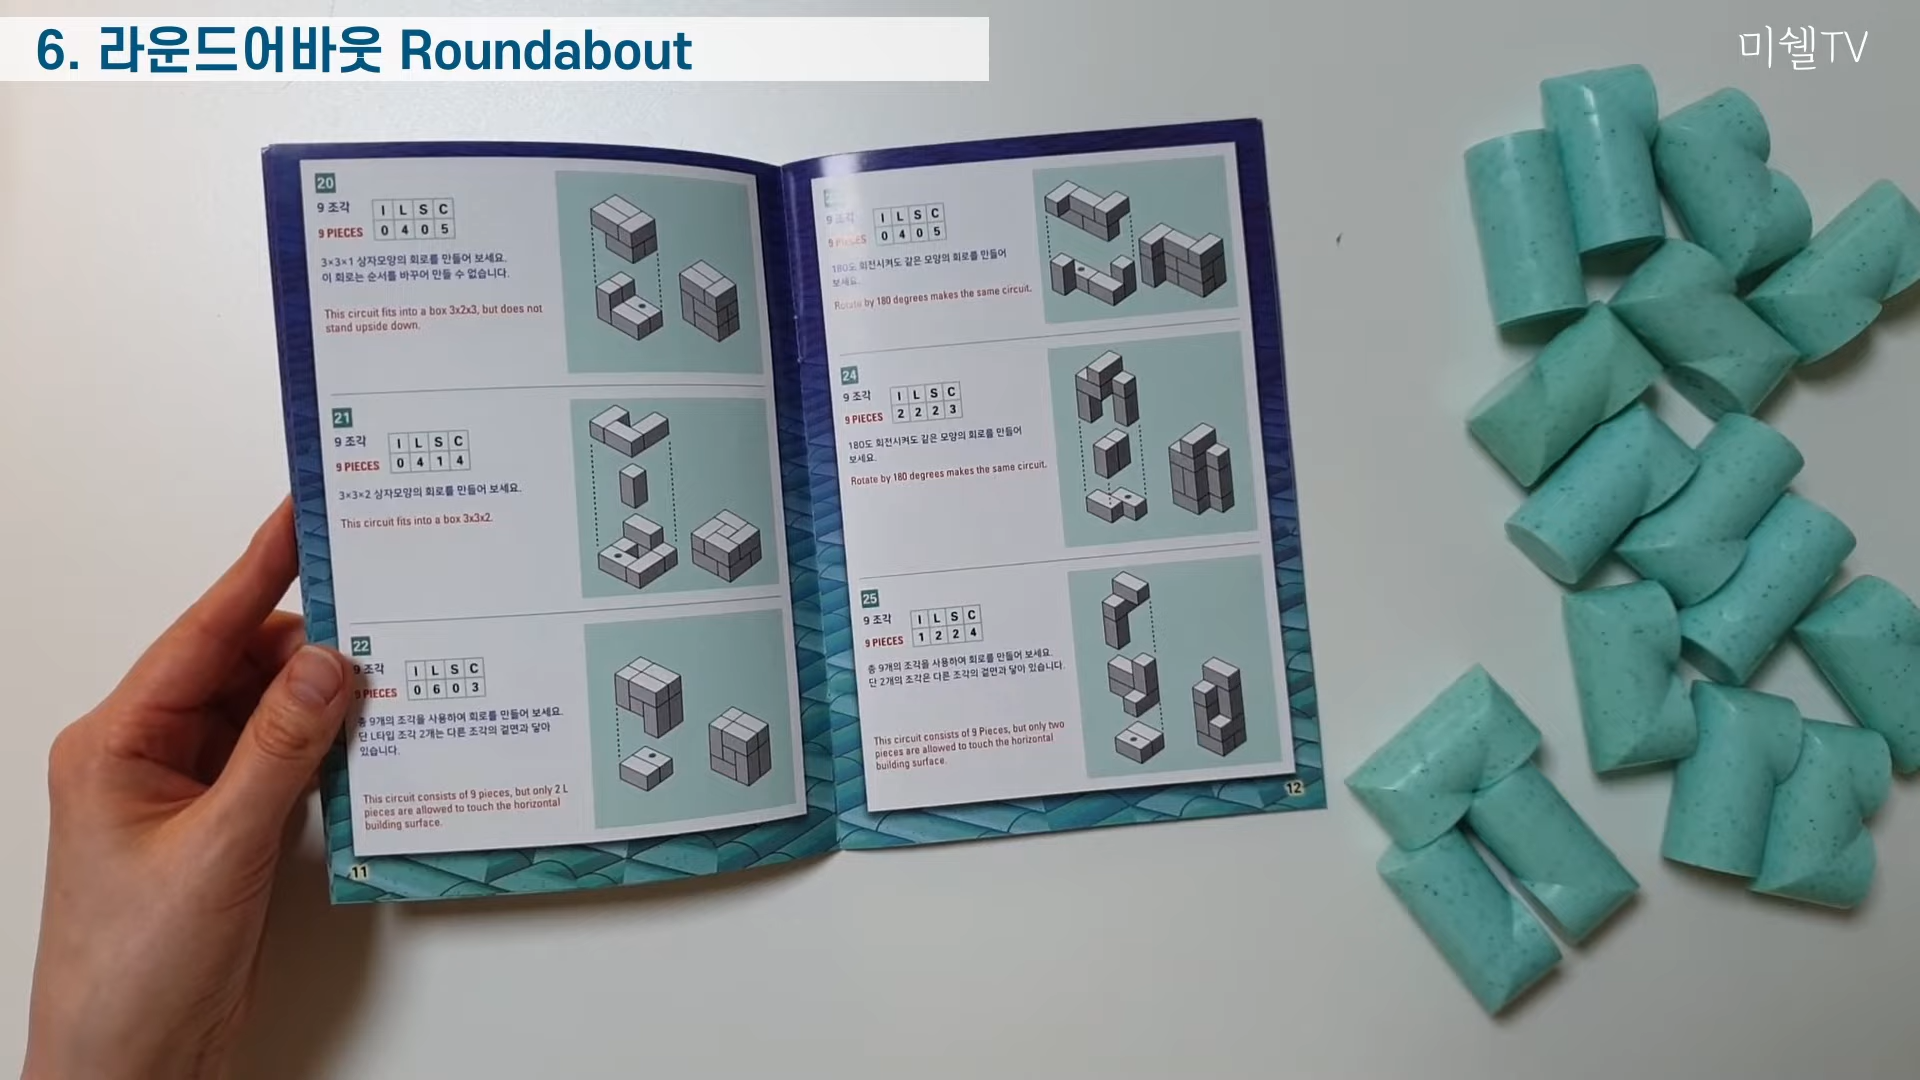 6. 라운드어바웃 Roundabout
미쉘TV
20
9 조각
9 PIECES
I L S C
0 4 0 5
3×3×1 상자모양의 회로를 만들어 보세요.
이 회로는 순서를 바꾸어 만들 수 없습니다.
This circuit fits into a box 3x2x3, but does not
stand upside down.
21
9 조각
9 PIECES
I L S C
0 4 1 4
3×3×2 상자모양의 회로를 만들어 보세요.
This circuit fits into a box 3x3x2.
22
9 조각
9 PIECES
I L S C
0 6 0 3
총 9개의 조각을 사용하여 회로를 만들어 보세요.
단 L타입 조각 2개는 다른 조각의 겉면과 닿아
있습니다.
This circuit consists of 9 pieces, but only 2 L
pieces are allowed to touch the horizontal
building surface.
11
9 조각
9 PIECES
I L S C
0 4 0 5
180도 회전시켜도 같은 모양의 회로를 만들어
보세요.
Rotate by 180 degrees makes the same circuit.
24
9 조각
9 PIECES
I L S C
2 2 2 3
180도 회전시켜도 같은 모양의 회로를 만들어
보세요.
Rotate by 180 degrees makes the same circuit.
25
9 조각
9 PIECES
I L S C
1 2 2 4
총 9개의 조각을 사용하여 회로를 만들어 보세요.
단 2개의 조각은 다른 조각의 겉면과 닿아 있습니다.
This circuit consists of 9 Pieces, but only two
pieces are allowed to touch the horizontal
building surface.
12